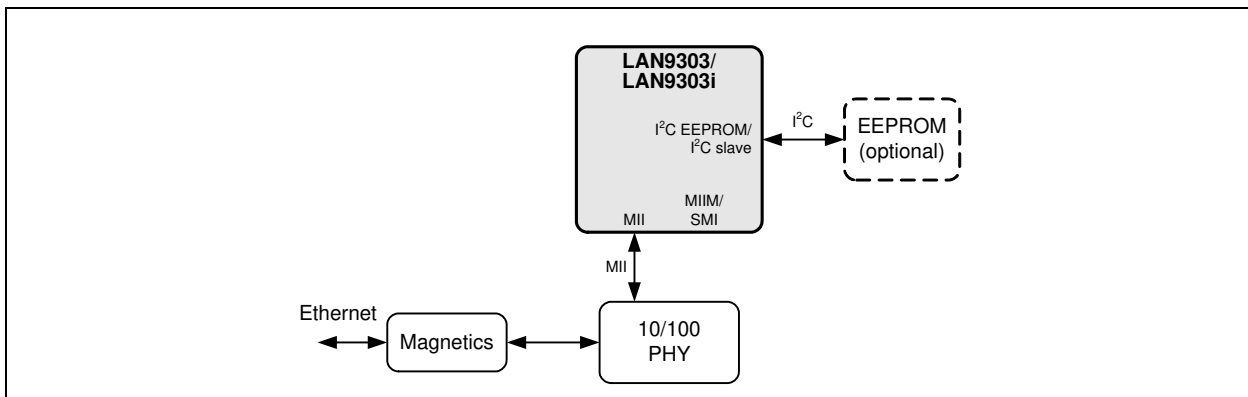 LAN9303/
LAN9303i
I²C EEPROM/
I²C slave
I²C
EEPROM
(optional)
MIIM/
SMI
MII
MII
Ethernet
Magnetics
10/100
PHY